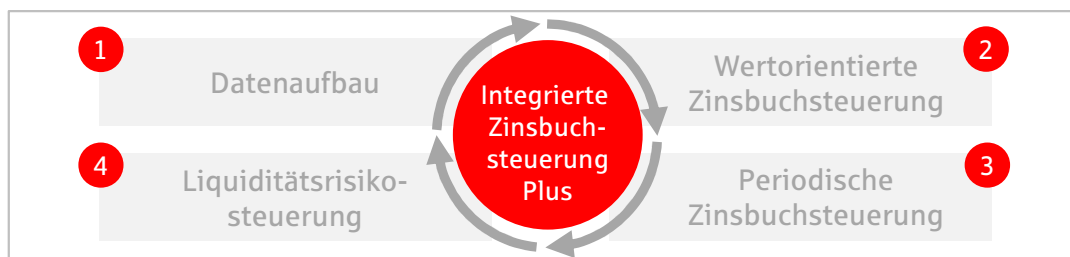 1
Datenaufbau
Integrierte
Zinsbuch-
steuerung
Plus
2
Wertorientierte
Zinsbuchsteuerung
4
Liquiditätsrisiko-
steuerung
3
Periodische
Zinsbuchsteuerung